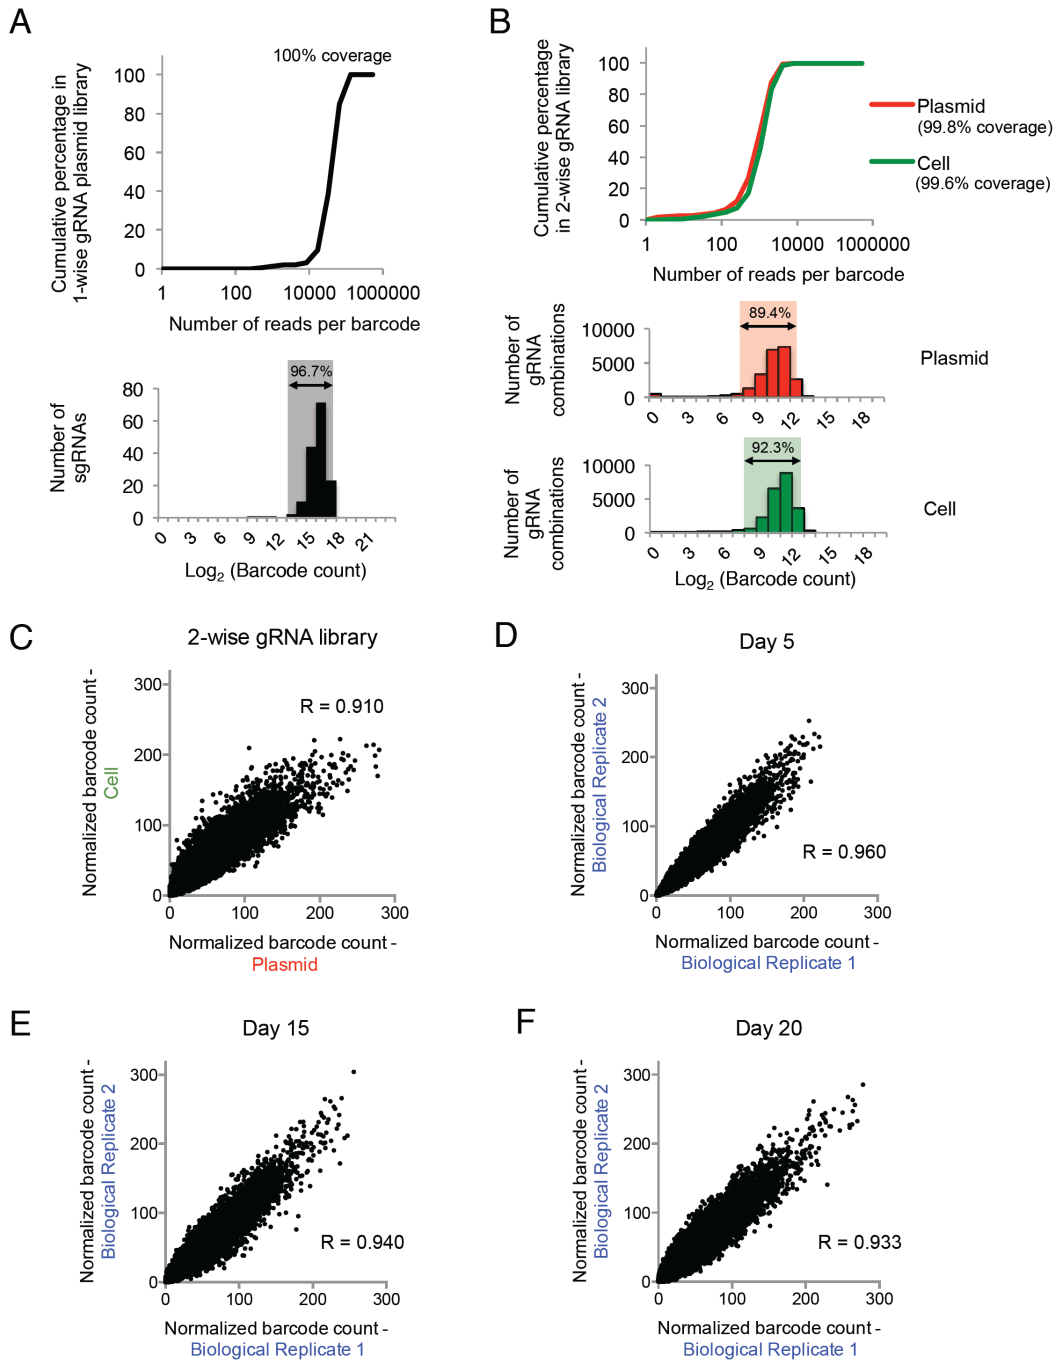 A
Cumulative percentage in
1-wise gRNA plasmid library
100% coverage
100
80
60
40
20
0
1 100 10000 1000000
Number of reads per barcode
96.7%
Number of
sgRNAs
80
60
40
20
0
0 3 6 9 12 15 18 21
Log2 (Barcode count)
B
Cumulative percentage
in 2-wise gRNA library
100
80
60
40
20
0
1 100 10000 1000000
Number of reads per barcode
Plasmid
(99.8% coverage)
Cell
(99.6% coverage)
Number of
gRNA
combinations
10000
5000
0
89.4%
0 3 6 9 12 15 18
Plasmid
Number of
gRNA
combinations
10000
5000
0
92.3%
0 3 6 9 12 15 18
Cell
Log2 (Barcode count)
C
2-wise gRNA library
Normalized barcode count -
Cell
300
200
100
0
R = 0.910
0 100 200 300
Normalized barcode count -
Plasmid
D
Day 5
Normalized barcode count -
Biological Replicate 2
300
200
100
0
R = 0.960
0 100 200 300
Normalized barcode count -
Biological Replicate 1
E
Day 15
Normalized barcode count -
Biological Replicate 2
300
200
100
0
R = 0.940
0 100 200 300
Normalized barcode count -
Biological Replicate 1
F
Day 20
Normalized barcode count -
Biological Replicate 2
300
200
100
0
R = 0.933
0 100 200 300
Normalized barcode count -
Biological Replicate 1